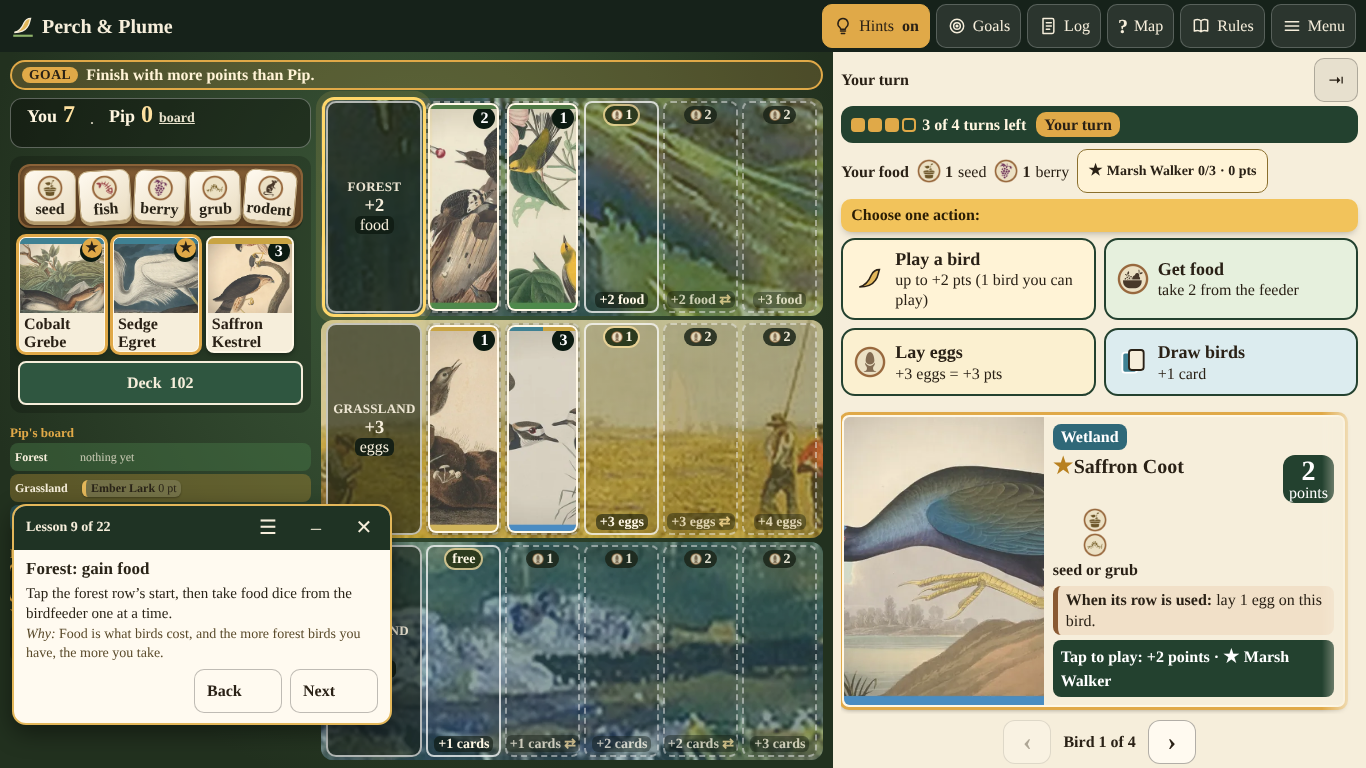 Perch & Plume
Hints on
Goals
Log
? Map
Rules
Menu
GOAL Finish with more points than Pip.
You 7 . Pip 0 board
seed
fish
berry
grub
rodent
Cobalt
Grebe
Sedge
Egret
3
Saffron
Kestrel
Deck 102
Pip's board
Forest nothing yet
Grassland Ember Lark 0 pt
FOREST
+2
food
2
1
1
+2 food
2
+2 food
2
+3 food
GRASSLAND
+3
eggs
1
3
1
+3 eggs
2
+3 eggs
2
+4 eggs
free
+1 cards
1
+1 cards
1
+2 cards
2
+2 cards
2
+3 cards
Lesson 9 of 22
Forest: gain food
Tap the forest row's start, then take food dice from the
birdfeeder one at a time.
Why: Food is what birds cost, and the more forest birds you
have, the more you take.
Back
Next
Your turn
3 of 4 turns left Your turn
Your food 1 seed 1 berry ★ Marsh Walker 0/3 · 0 pts
Choose one action:
Play a bird
up to +2 pts (1 bird you can
play)
Get food
take 2 from the feeder
Lay eggs
+3 eggs = +3 pts
Draw birds
+1 card
Wetland
★Saffron Coot
2
points
seed or grub
When its row is used: lay 1 egg on this
bird.
Tap to play: +2 points · ★ Marsh
Walker
‹ Bird 1 of 4 ›